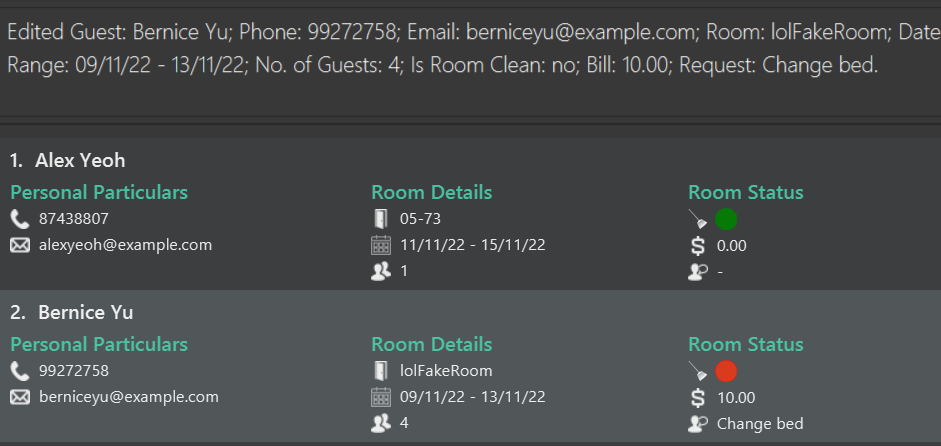 Edited Guest: Bernice Yu; Phone: 99272758; Email: berniceyu@example.com; Room: lolFakeRoom; Date
Range: 09/11/22 - 13/11/22; No. of Guests: 4; Is Room Clean: no; Bill: 10.00; Request: Change bed.
1. Alex Yeoh
Personal Particulars Room Details Room Status
87438807 05-73
alexyeoh@example.com 11/11/22 - 15/11/22 $ 0.00
1 -
2. Bernice Yu
Personal Particulars Room Details Room Status
99272758 lolFakeRoom
berniceyu@example.com 09/11/22 - 13/11/22 $ 10.00
4 Change bed